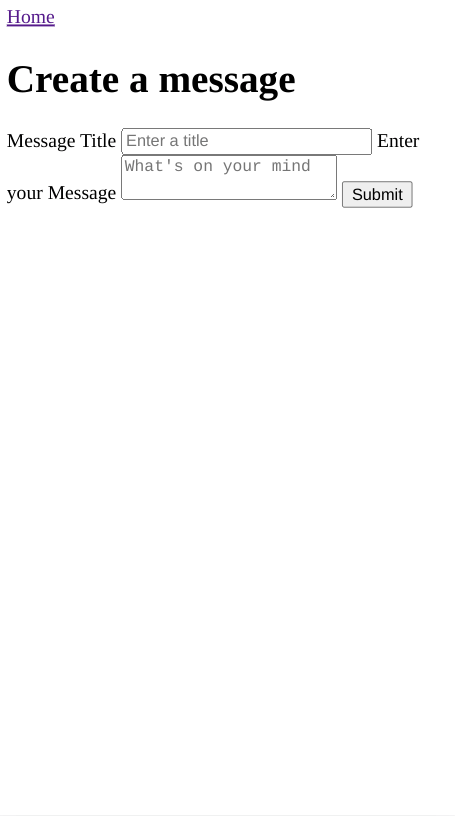 Home
Create a message
Message Title Enter a title Enter
your Message What's on your mind Submit